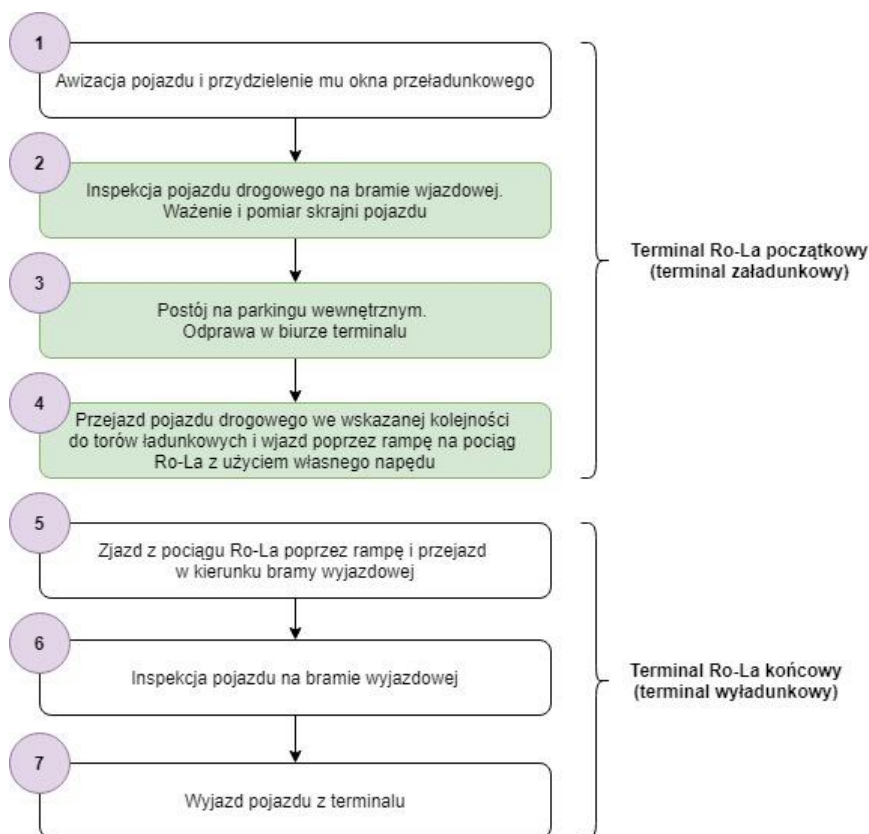 1
Awizacja pojazdu i przydzielenie mu okna przeładunkowego
2
Inspekcja pojazdu drogowego na bramie wjazdowej.
Ważenie i pomiar skrajni pojazdu
3
Postój na parkingu wewnętrznym.
Odprawa w biurze terminalu
4
Przejazd pojazdu drogowego we wskazanej kolejności
do torów ładunkowych i wjazd poprzez rampę na pociąg
Ro-La z użyciem własnego napędu
Terminal Ro-La początkowy
(terminal załadunkowy)
5
Zjazd z pociągu Ro-La poprzez rampę i przejazd
w kierunku bramy wyjazdowej
6
Inspekcja pojazdu na bramie wyjazdowej
7
Wyjazd pojazdu z terminalu
Terminal Ro-La końcowy
(terminal wyładunkowy)